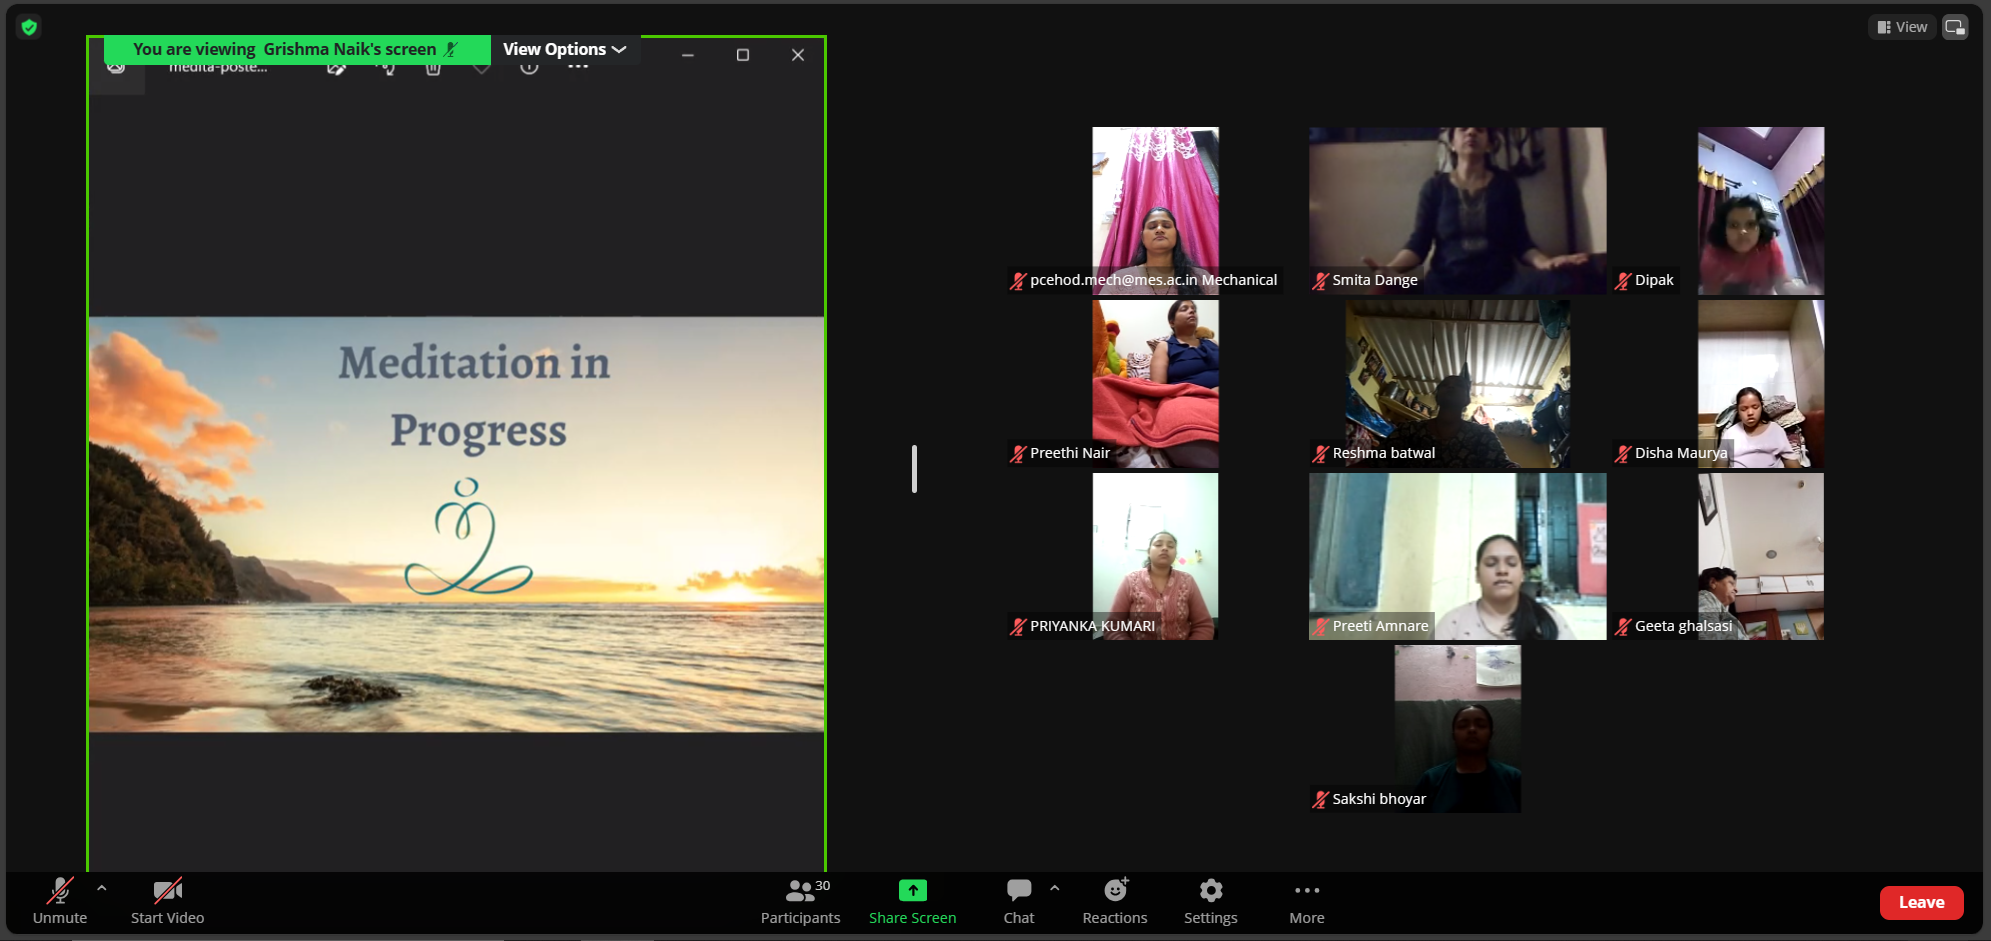 You are viewing Grishma Naik's screen
View Options
View
medita-poste...
Meditation in
Progress
pcehod.mech@mes.ac.in Mechanical
Smita Dange
Dipak
Preethi Nair
Reshma batwal
Disha Maurya
PRIYANKA KUMARI
Preeti Amnare
Geeta ghalsasi
Sakshi bhoyar
Unmute
Start Video
30
Participants
Share Screen
Chat
Reactions
Settings
More
Leave